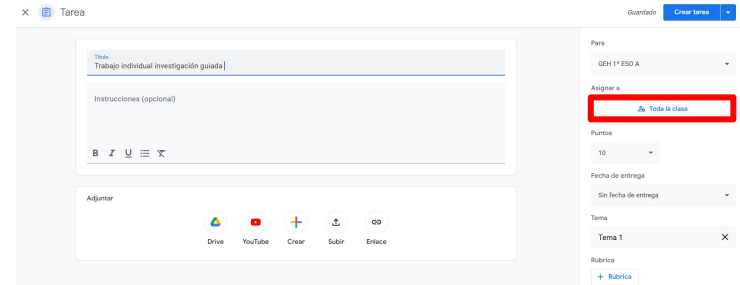 Tarea
Guardado
Crear tarea
Título
Trabajo individual investigación guiada
Instrucciones (opcional)
B I U
Adjuntar
Drive YouTube Crear Subir Enlace
Para
GEH 1º ESO A
Asignar a
Toda la clase
Puntos
10
Fecha de entrega
Sin fecha de entrega
Tema
Tema 1
Rúbrica
+ Rúbrica